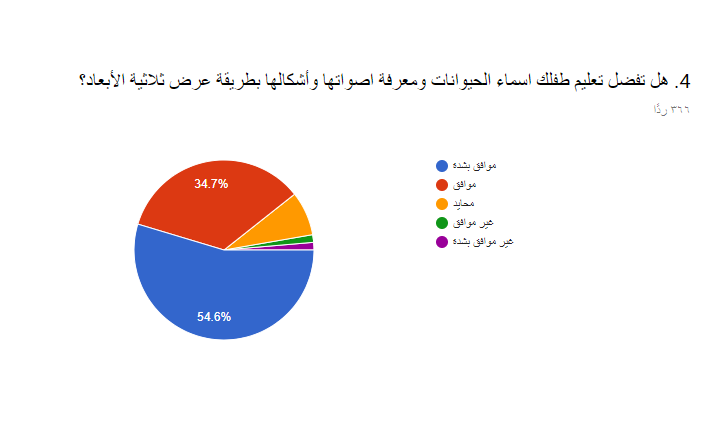 4. هل تفضل تعليم طفلك اسماء الحيوانات ومعرفة اصواتها وأشكالها بطريقة عرض ثلاثية الأبعاد؟
٣٦٦ ردًا
موافق بشدة
موافق
محايد
غير موافق
غير موافق بشدة
34.7%
54.6%